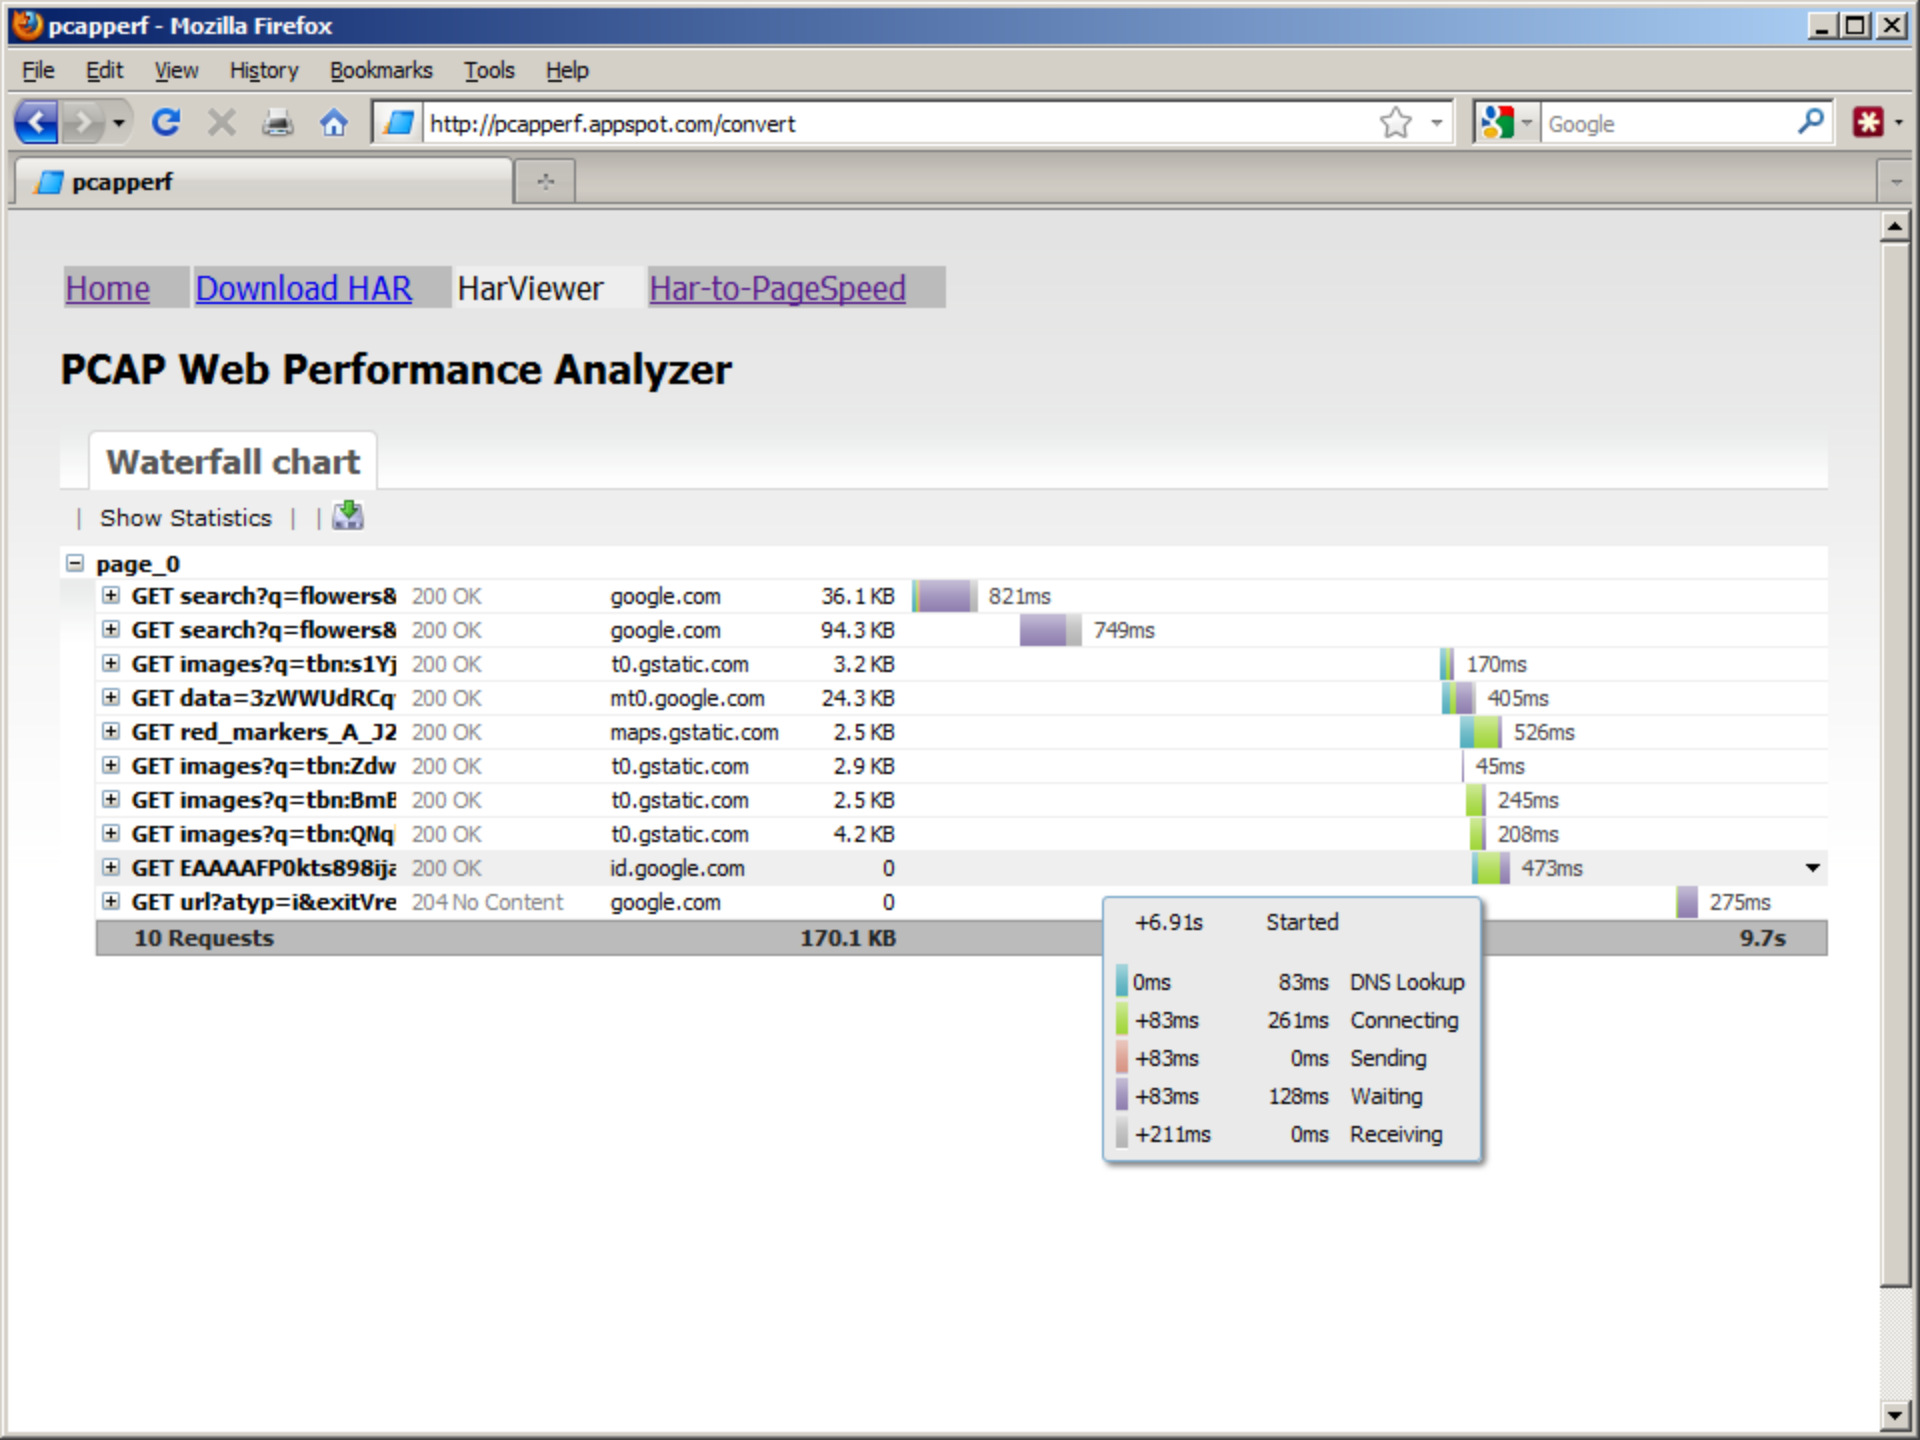 pcapperf - Mozilla Firefox
File Edit View History Bookmarks Tools Help
http://pcapperf.appspot.com/convert Google
pcapperf
Home Download HAR HarViewer Har-to-PageSpeed
PCAP Web Performance Analyzer
Waterfall chart
| Show Statistics | |
page_0
GET search?q=flowers& 200 OK google.com 36.1 KB 821ms
GET search?q=flowers& 200 OK google.com 94.3 KB 749ms
GET images?q=tbn:s1Yj 200 OK t0.gstatic.com 3.2 KB 170ms
GET data=3zWWUdRCq 200 OK mt0.google.com 24.3 KB 405ms
GET red_markers_A_J2 200 OK maps.gstatic.com 2.5 KB 526ms
GET images?q=tbn:Zdw 200 OK t0.gstatic.com 2.9 KB 45ms
GET images?q=tbn:BmE 200 OK t0.gstatic.com 2.5 KB 245ms
GET images?q=tbn:QNq 200 OK t0.gstatic.com 4.2 KB 208ms
GET EAAAAFP0kts898ija 200 OK id.google.com 0 473ms
GET url?atyp=i&exitVre 204 No Content google.com 0 275ms
10 Requests 170.1 KB 9.7s
+6.91s Started
0ms 83ms DNS Lookup
+83ms 261ms Connecting
+83ms 0ms Sending
+83ms 128ms Waiting
+211ms 0ms Receiving